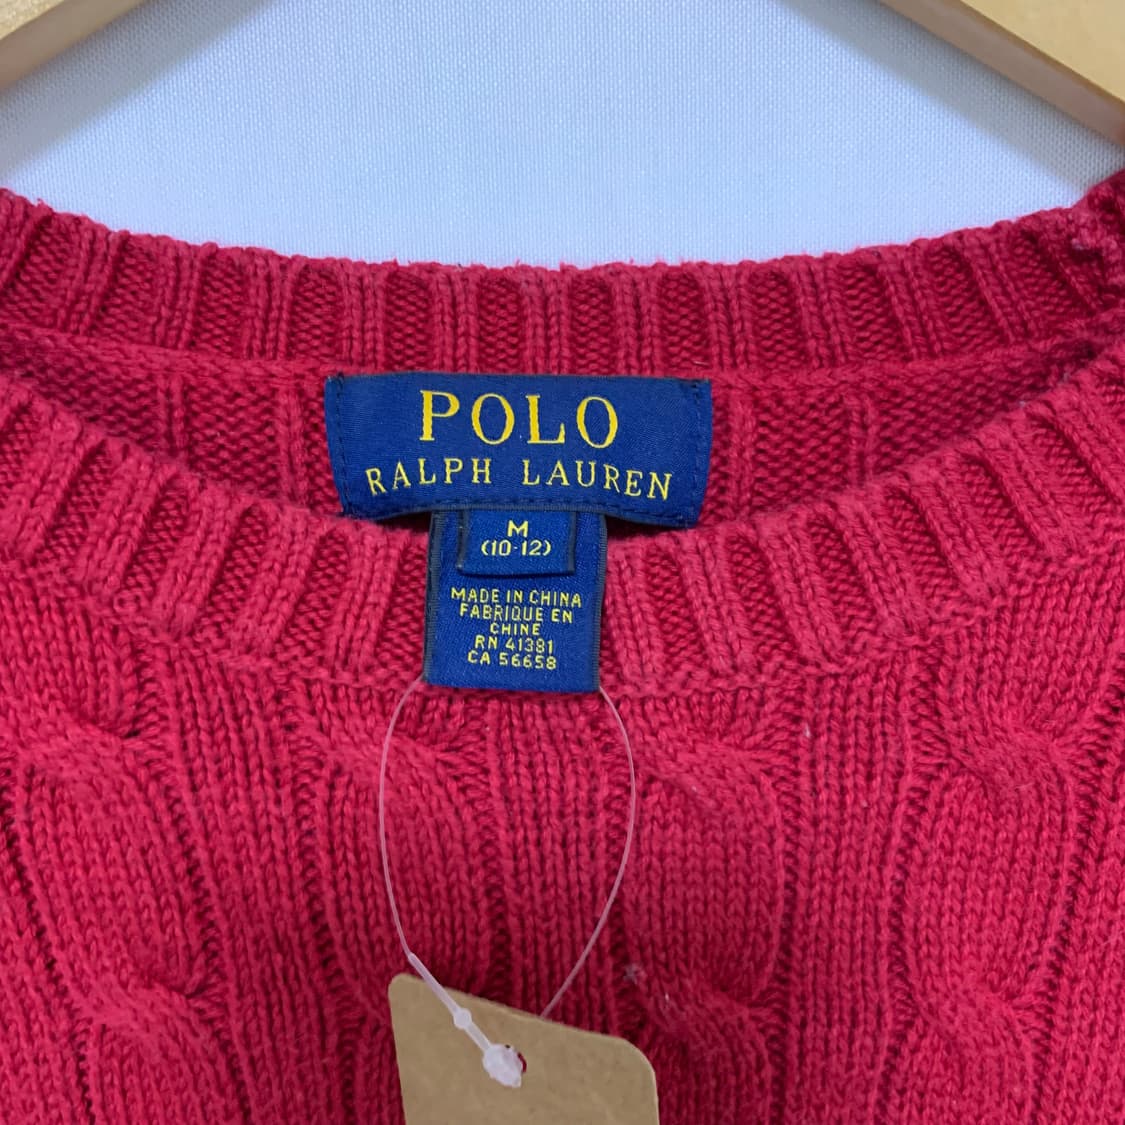 POLO
RALPH LAUREN
M
(10-12)
MADE IN CHINA
FABRIQUE EN
CHINE
RN 41381
CA 56658